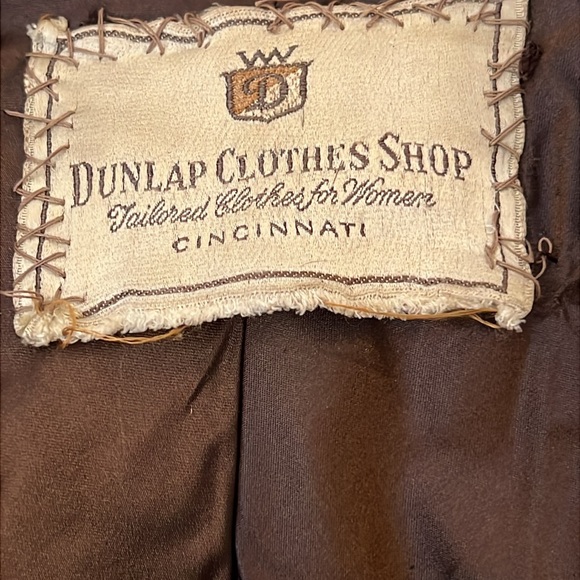 D
DUNLAP CLOTHES SHOP
Tailored Clothes for Women
CINCINNATI